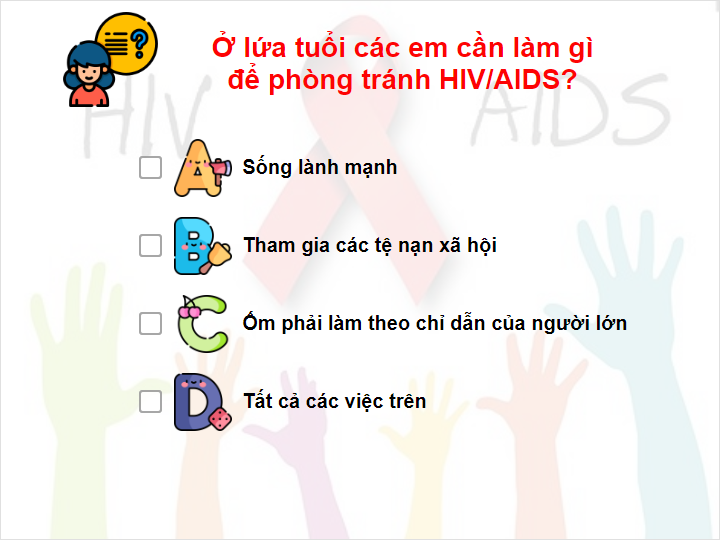 Ở lứa tuổi các em cần làm gì
để phòng tránh HIV/AIDS?
HIV AIDS
A Sống lành mạnh
B Tham gia các tệ nạn xã hội
C Ốm phải làm theo chỉ dẫn của người lớn
D Tất cả các việc trên